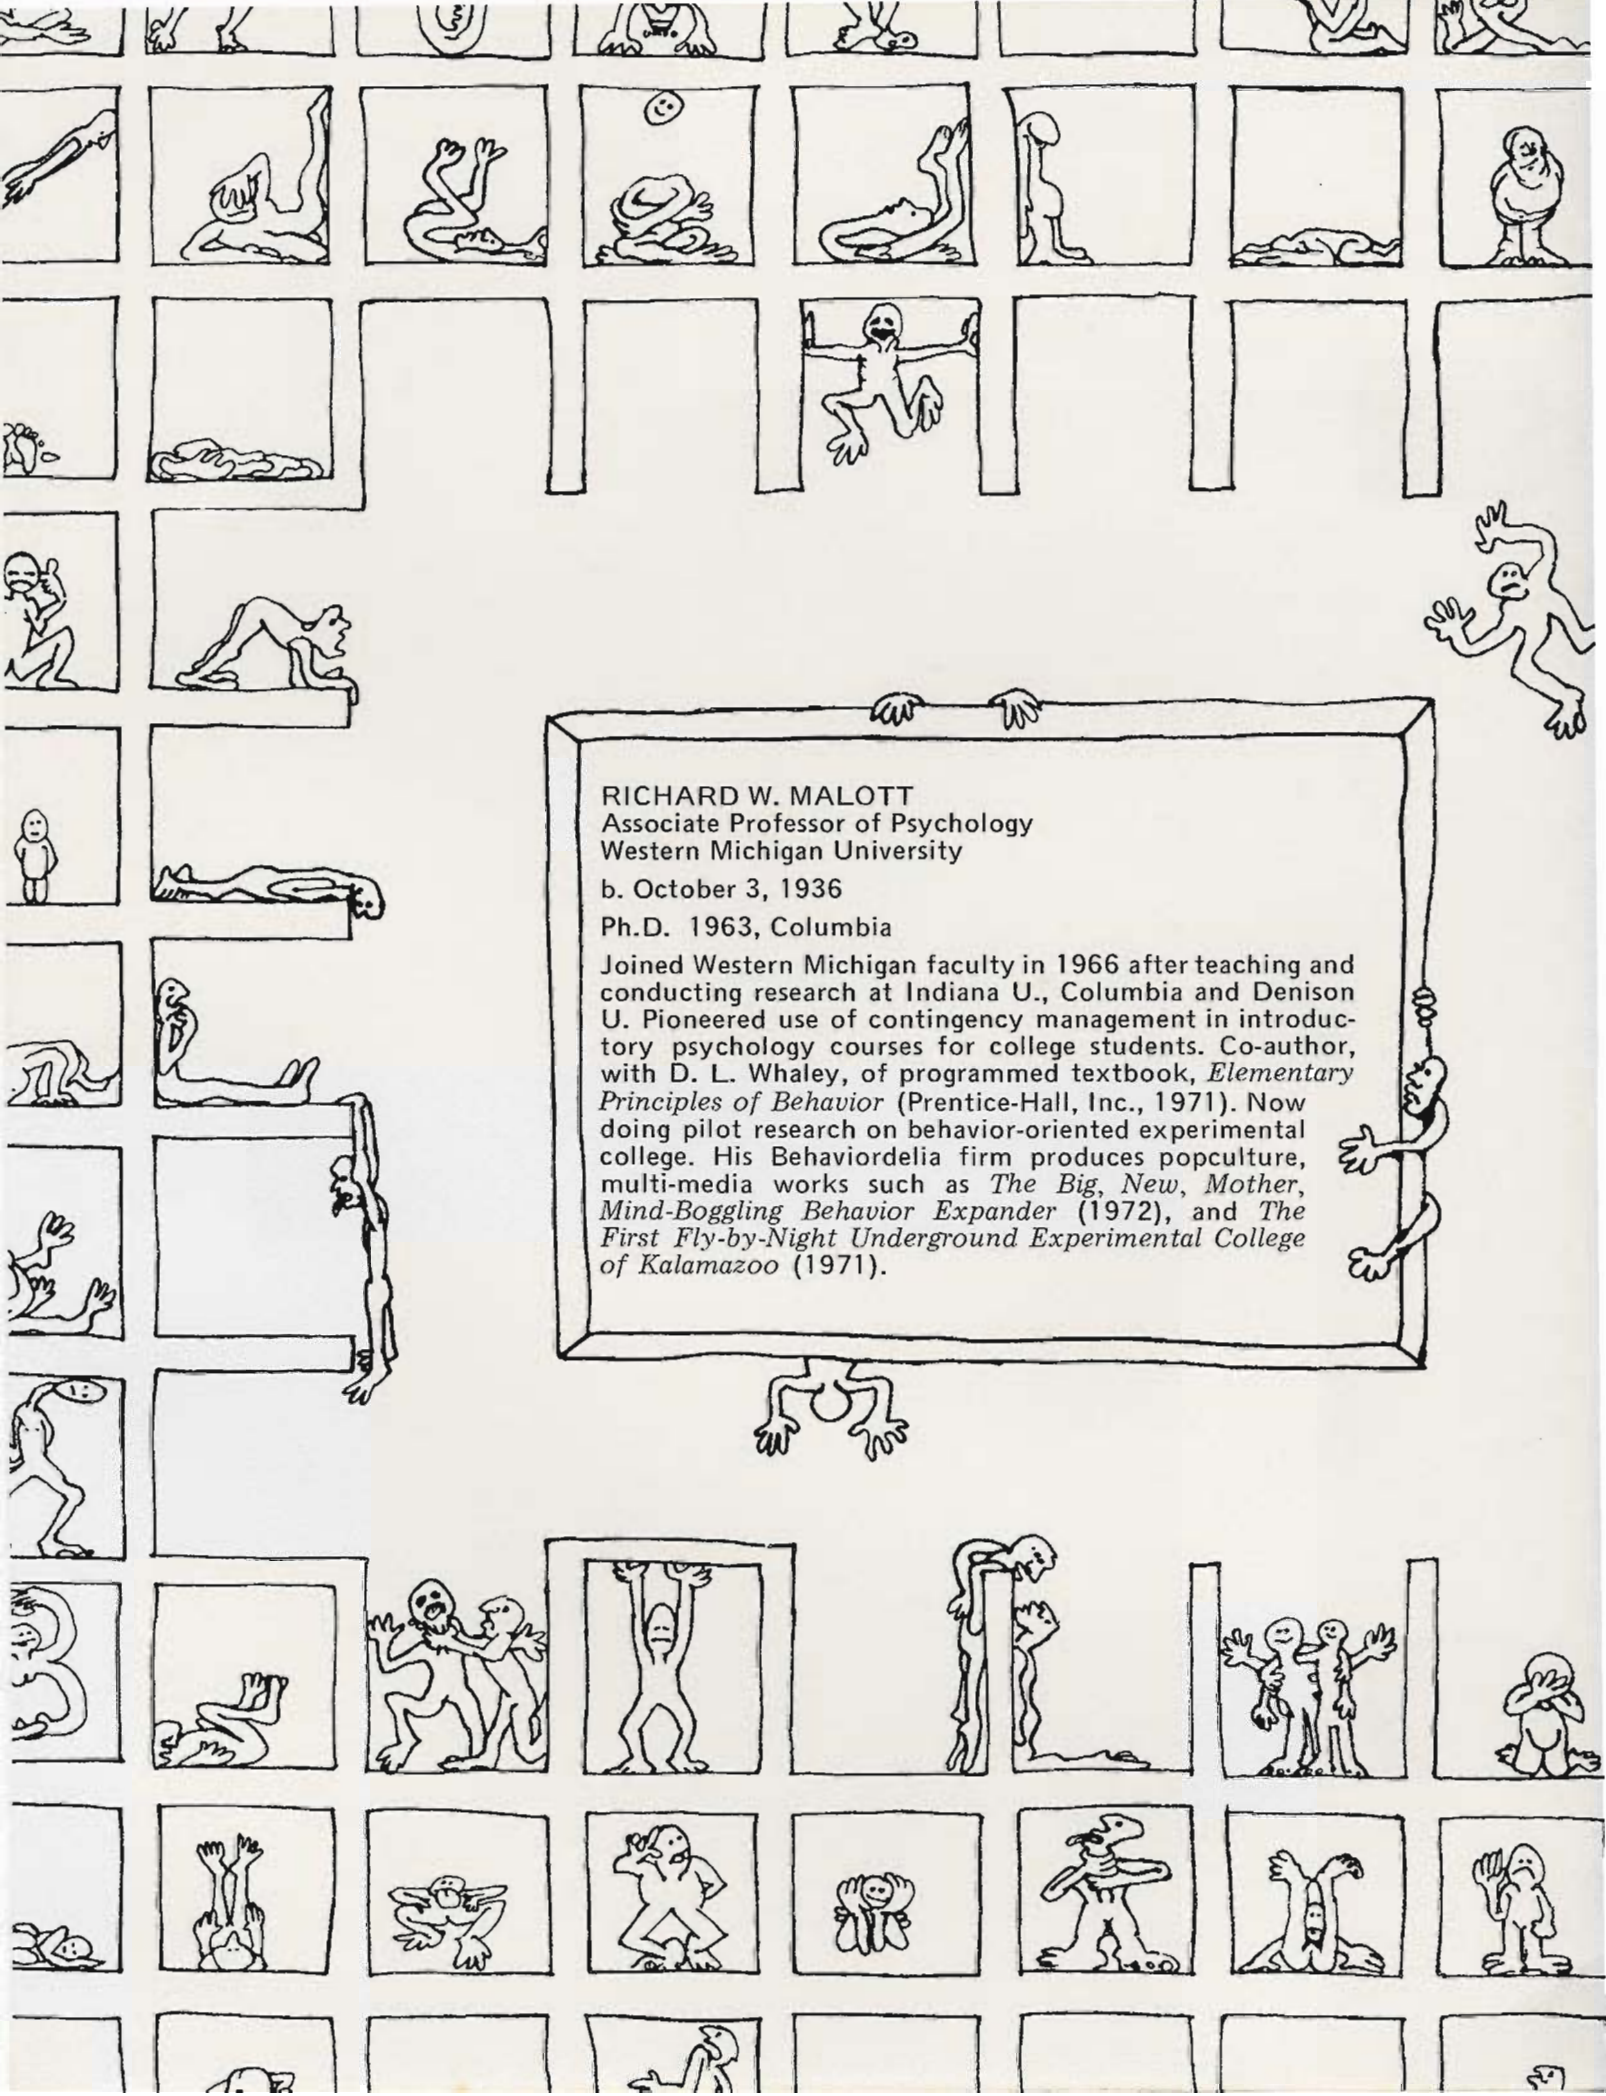 RICHARD W. MALOTT
Associate Professor of Psychology
Western Michigan University
b. October 3, 1936
Ph.D. 1963, Columbia
Joined Western Michigan faculty in 1966 after teaching and
conducting research at Indiana U., Columbia and Denison
U. Pioneered use of contingency management in introduc-
tory psychology courses for college students. Co-author,
with D. L. Whaley, of programmed textbook, Elementary
Principles of Behavior (Prentice-Hall, Inc., 1971). Now
doing pilot research on behavior-oriented experimental
college. His Behaviordelia firm produces popculture,
multi-media works such as The Big, New, Mother,
Mind-Boggling Behavior Expander (1972), and The
First Fly-by-Night Underground Experimental College
of Kalamazoo (1971).